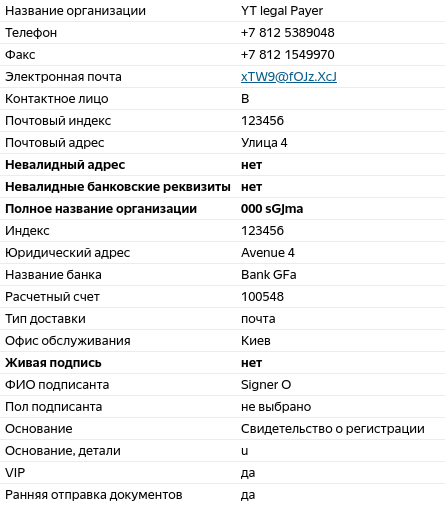 Название организации YT legal Payer
Телефон +7 812 5389048
Факс +7 812 1549970
Электронная почта xTW9@fOJz.XcJ
Контактное лицо В
Почтовый индекс 123456
Почтовый адрес Улица 4
Невалидный адрес нет
Невалидные банковские реквизиты нет
Полное название организации 000 sGJma
Индекс 123456
Юридический адрес Avenue 4
Название банка Bank GFa
Расчетный счет 100548
Тип доставки почта
Офис обслуживания Киев
Живая подпись нет
ФИО подписанта Signer O
Пол подписанта не выбрано
Основание Свидетельство о регистрации
Основание, детали u
VIP да
Ранняя отправка документов да